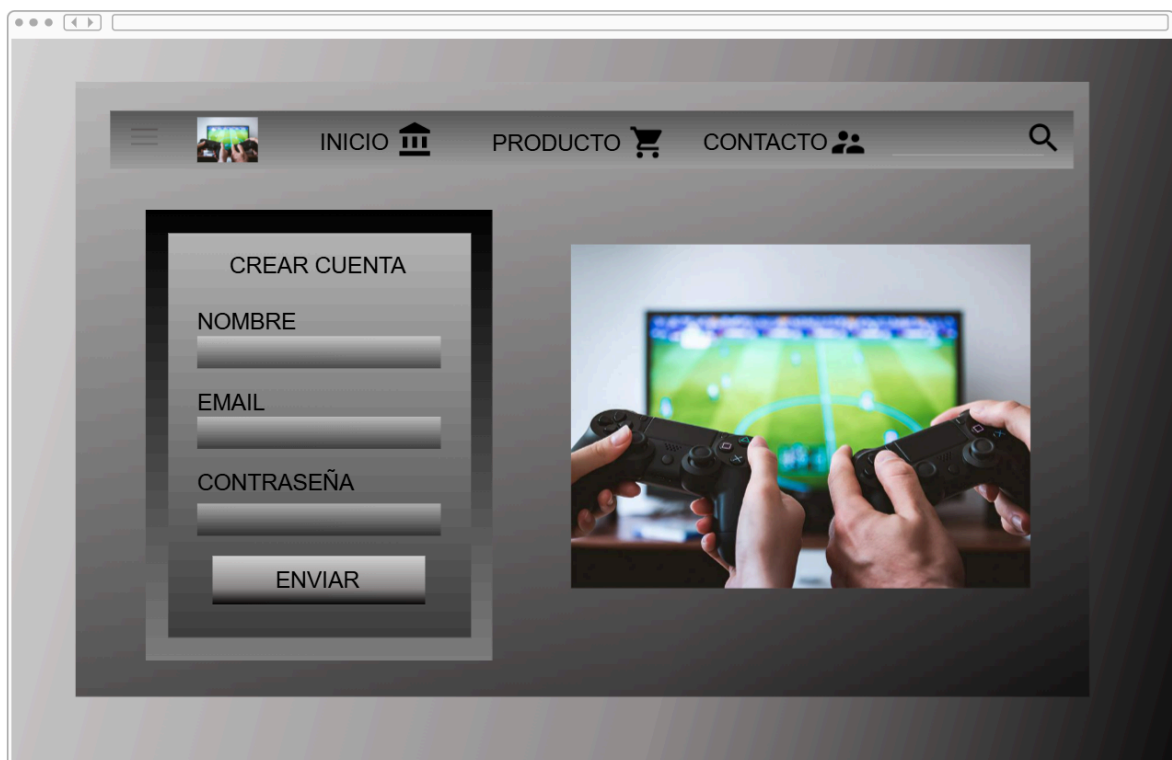 INICIO PRODUCTO CONTACTO
CREAR CUENTA
NOMBRE
EMAIL
CONTRASEÑA
ENVIAR